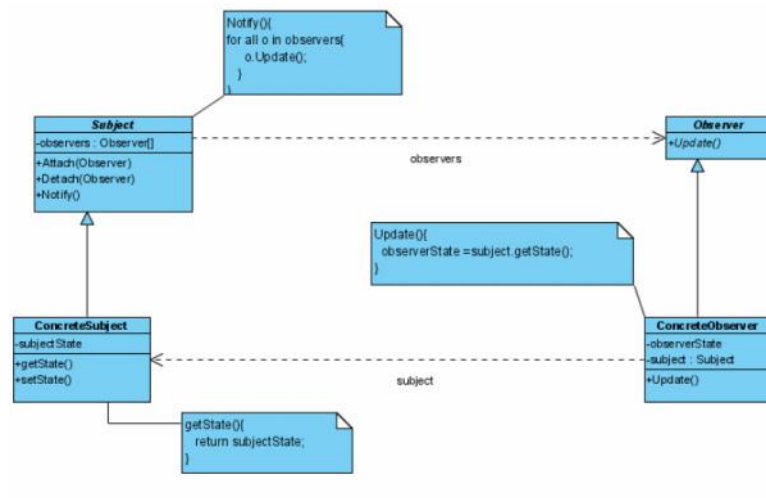 Notify(){
for all o in observers{
o.Update();
}
}
Subject
-observers : Observer[]
+Attach(Observer)
+Detach(Observer)
+Notify()
observers
Observer
+Update()
Update(){
observerState =subject.getState();
}
ConcreteSubject
-subjectState
+getState()
+setState()
subject
ConcreteObserver
-observerState
-subject : Subject
+Update()
getState(){
return subjectState;
}